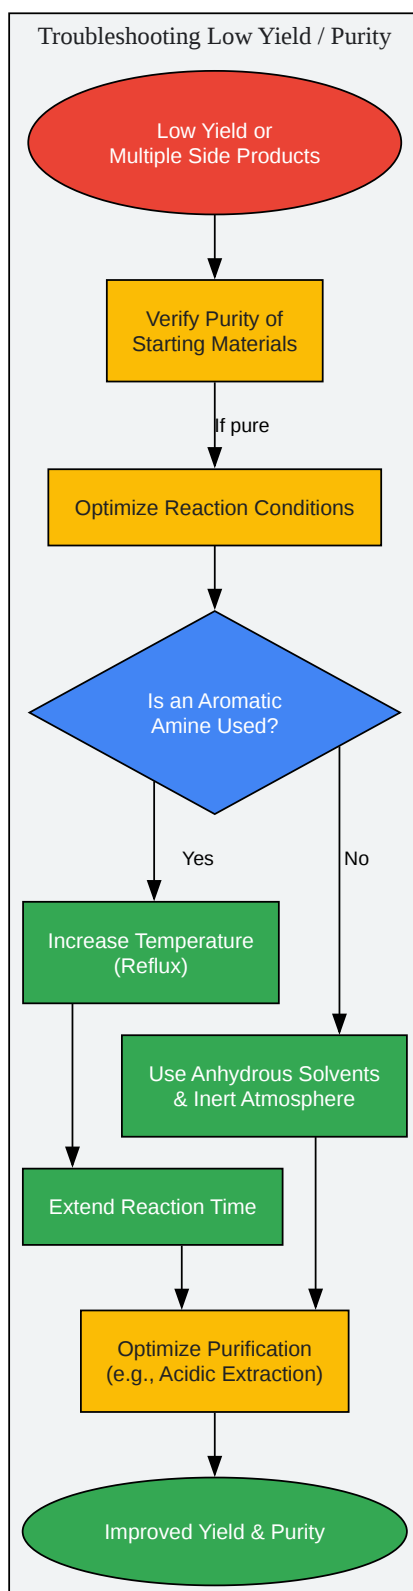 Troubleshooting Low Yield / Purity
Low Yield or
Multiple Side Products
Verify Purity of
Starting Materials
If pure
Optimize Reaction Conditions
Is an Aromatic
Amine Used?
Yes
No
Increase Temperature
(Reflux)
Use Anhydrous Solvents
& Inert Atmosphere
Extend Reaction Time
Optimize Purification
(e.g., Acidic Extraction)
Improved Yield & Purity